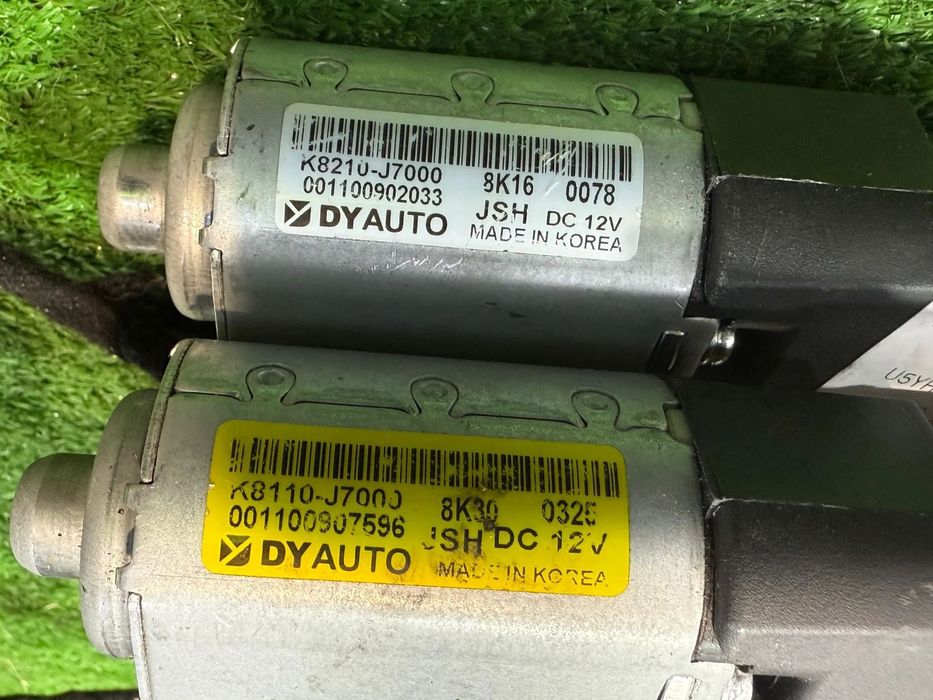 K8210-J7000 8K16 0078
001100902033 JSH DC 12V
DYAUTO MADE IN KOREA
U5YH
K8110-J7000 8K30 0325
001100907596 JSH DC 12V
DYAUTO MADE IN KOREA